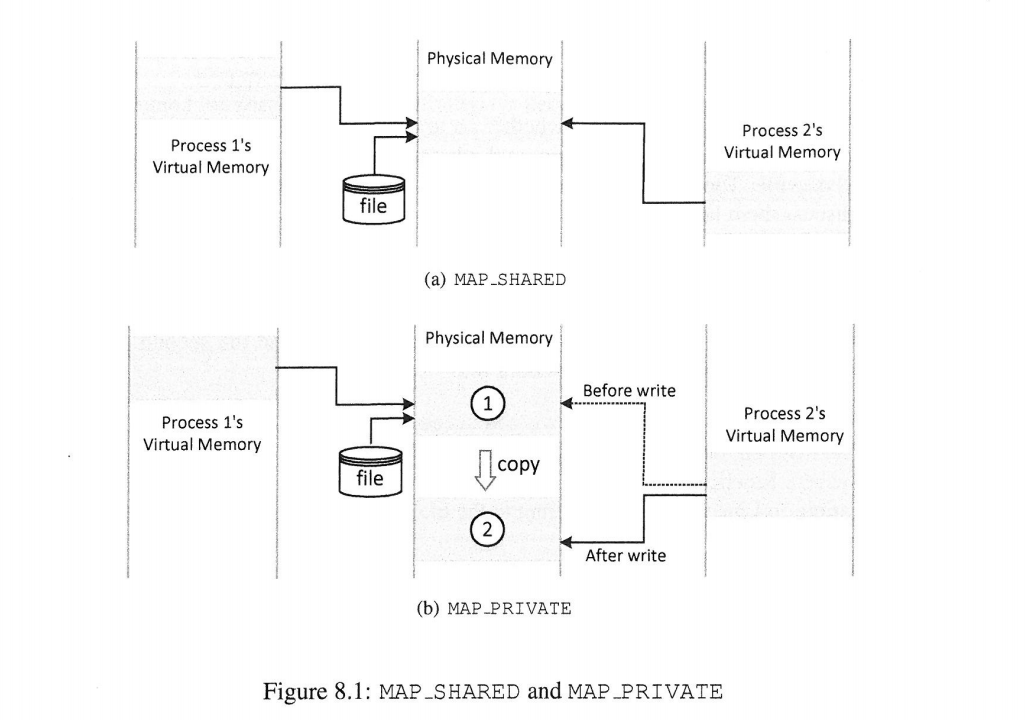 Physical Memory
Process 1's
Virtual Memory
Process 2's
Virtual Memory
file
(a) MAP_SHARED
Physical Memory
1
Before write
Process 1's
Virtual Memory
Process 2's
Virtual Memory
file
copy
2
After write
(b) MAP_PRIVATE
Figure 8.1: MAP_SHARED and MAP_PRIVATE